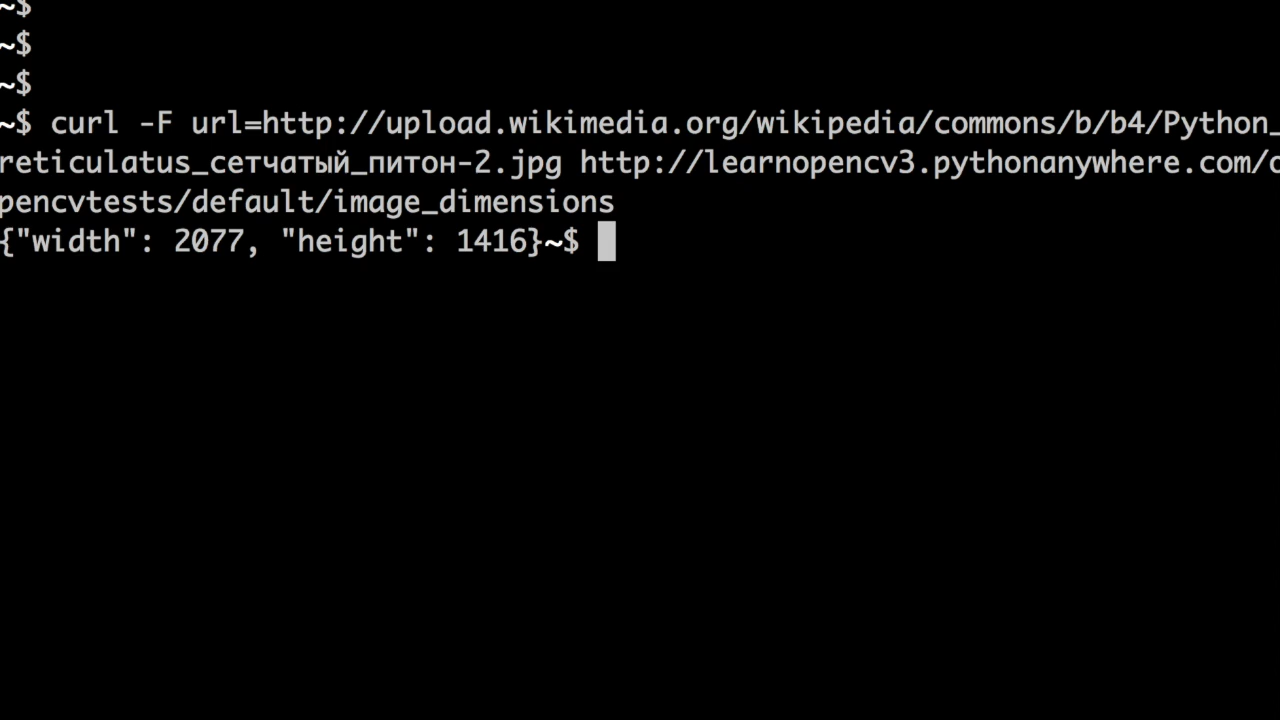 ~$
~$
~$
~$ curl -F url=http://upload.wikimedia.org/wikipedia/commons/b/b4/Python_
reticulatus_сетчатый_питон-2.jpg http://learnopencv3.pythonanywhere.com/o
pencvtests/default/image_dimensions
{"width": 2077, "height": 1416}~$